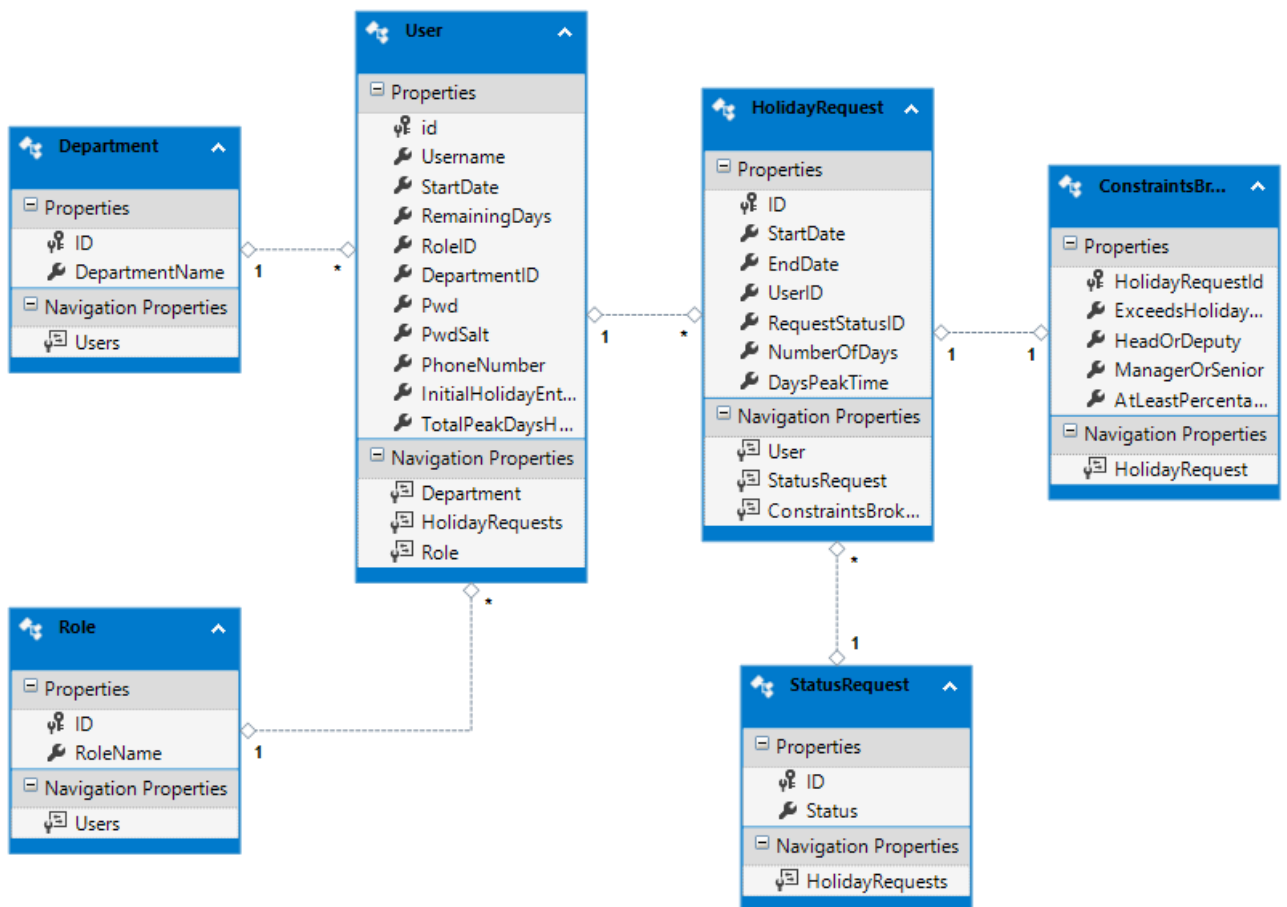 User
Properties
id
Username
StartDate
RemainingDays
RoleID
DepartmentID
Pwd
PwdSalt
PhoneNumber
InitialHolidayEnt...
TotalPeakDaysH...
Navigation Properties
Department
HolidayRequests
Role
Department
Properties
ID
DepartmentName
Navigation Properties
Users
1
*
HolidayRequest
Properties
ID
StartDate
EndDate
UserID
RequestStatusID
NumberOfDays
DaysPeakTime
Navigation Properties
User
StatusRequest
ConstraintsBrok...
1
*
ConstraintsBr...
Properties
HolidayRequestId
ExceedsHoliday...
HeadOrDeputy
ManagerOrSenior
AtLeastPercenta...
Navigation Properties
HolidayRequest
1
1
Role
Properties
ID
RoleName
Navigation Properties
Users
*
1
*
1
StatusRequest
Properties
ID
Status
Navigation Properties
HolidayRequests